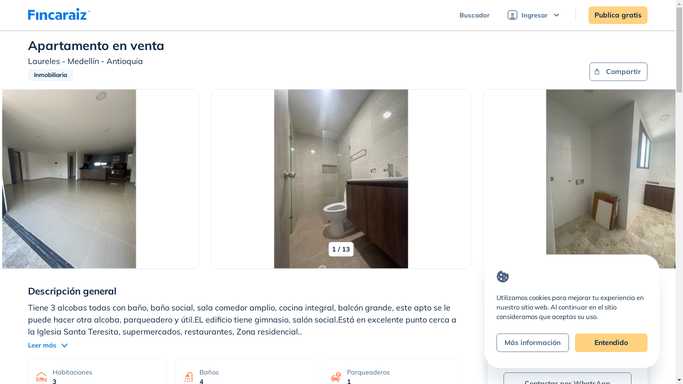 Fincaraiz
Buscador
Ingresar
Publica gratis
Apartamento en venta
Laureles - Medellín - Antioquia
Inmobiliaria
Compartir
1 / 13
Descripción general
Tiene 3 alcobas todas con baño, baño social, sala comedor amplio, cocina integral, balcón grande, este apto se le
puede hacer otra alcoba, parqueadero y útil.EL edificio tiene gimnasio, salón social.Está en excelente punto cerca a
la Iglesia Santa Teresita, supermercados, restaurantes, Zona residencial..
Leer más
Habitaciones
3
Baños
4
Parqueaderos
1
Utilizamos cookies para mejorar tu experiencia en
nuestro sitio web. Al continuar en el sitio
consideramos que aceptas su uso.
Más información
Entendido
Contactar por WhatsApp